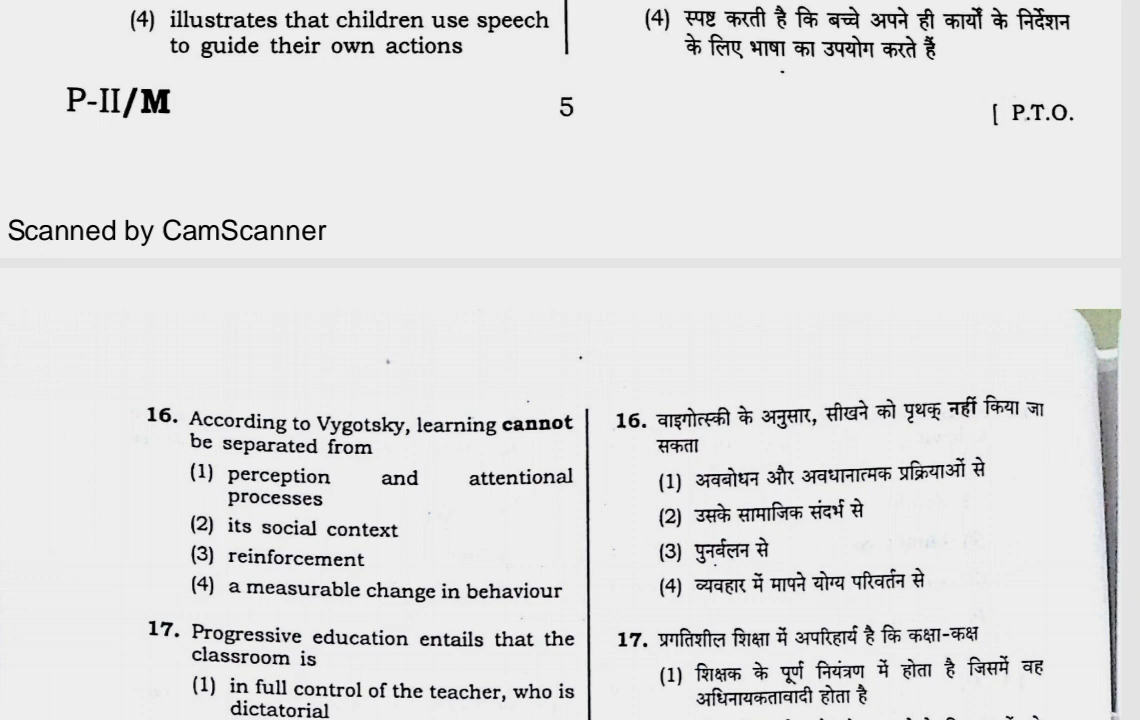 (4) illustrates that children use speech
to guide their own actions
(4) स्पष्ट करती है कि बच्चे अपने ही कार्यों के निर्देशन
के लिए भाषा का उपयोग करते हैं
P-II/M
5
[ P.T.O.
Scanned by CamScanner
16. According to Vygotsky, learning cannot
be separated from
(1) perception and attentional
processes
(2) its social context
(3) reinforcement
(4) a measurable change in behaviour
17. Progressive education entails that the
classroom is
(1) in full control of the teacher, who is
dictatorial
16. वाइगोत्स्की के अनुसार, सीखने को पृथक् नहीं किया जा
सकता
(1) अवबोधन और अवधानात्मक प्रक्रियाओं से
(2) उसके सामाजिक संदर्भ से
(3) पुनर्बलन से
(4) व्यवहार में मापने योग्य परिवर्तन से
17. प्रगतिशील शिक्षा में अपरिहार्य है कि कक्षा-कक्ष
(1) शिक्षक के पूर्ण नियंत्रण में होता है जिसमें वह
अधिनायकतावादी होता है